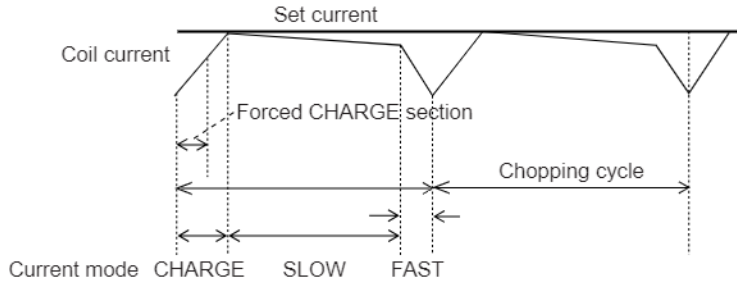 Set current
Coil current
Forced CHARGE section
Chopping cycle
Current mode CHARGE SLOW FAST